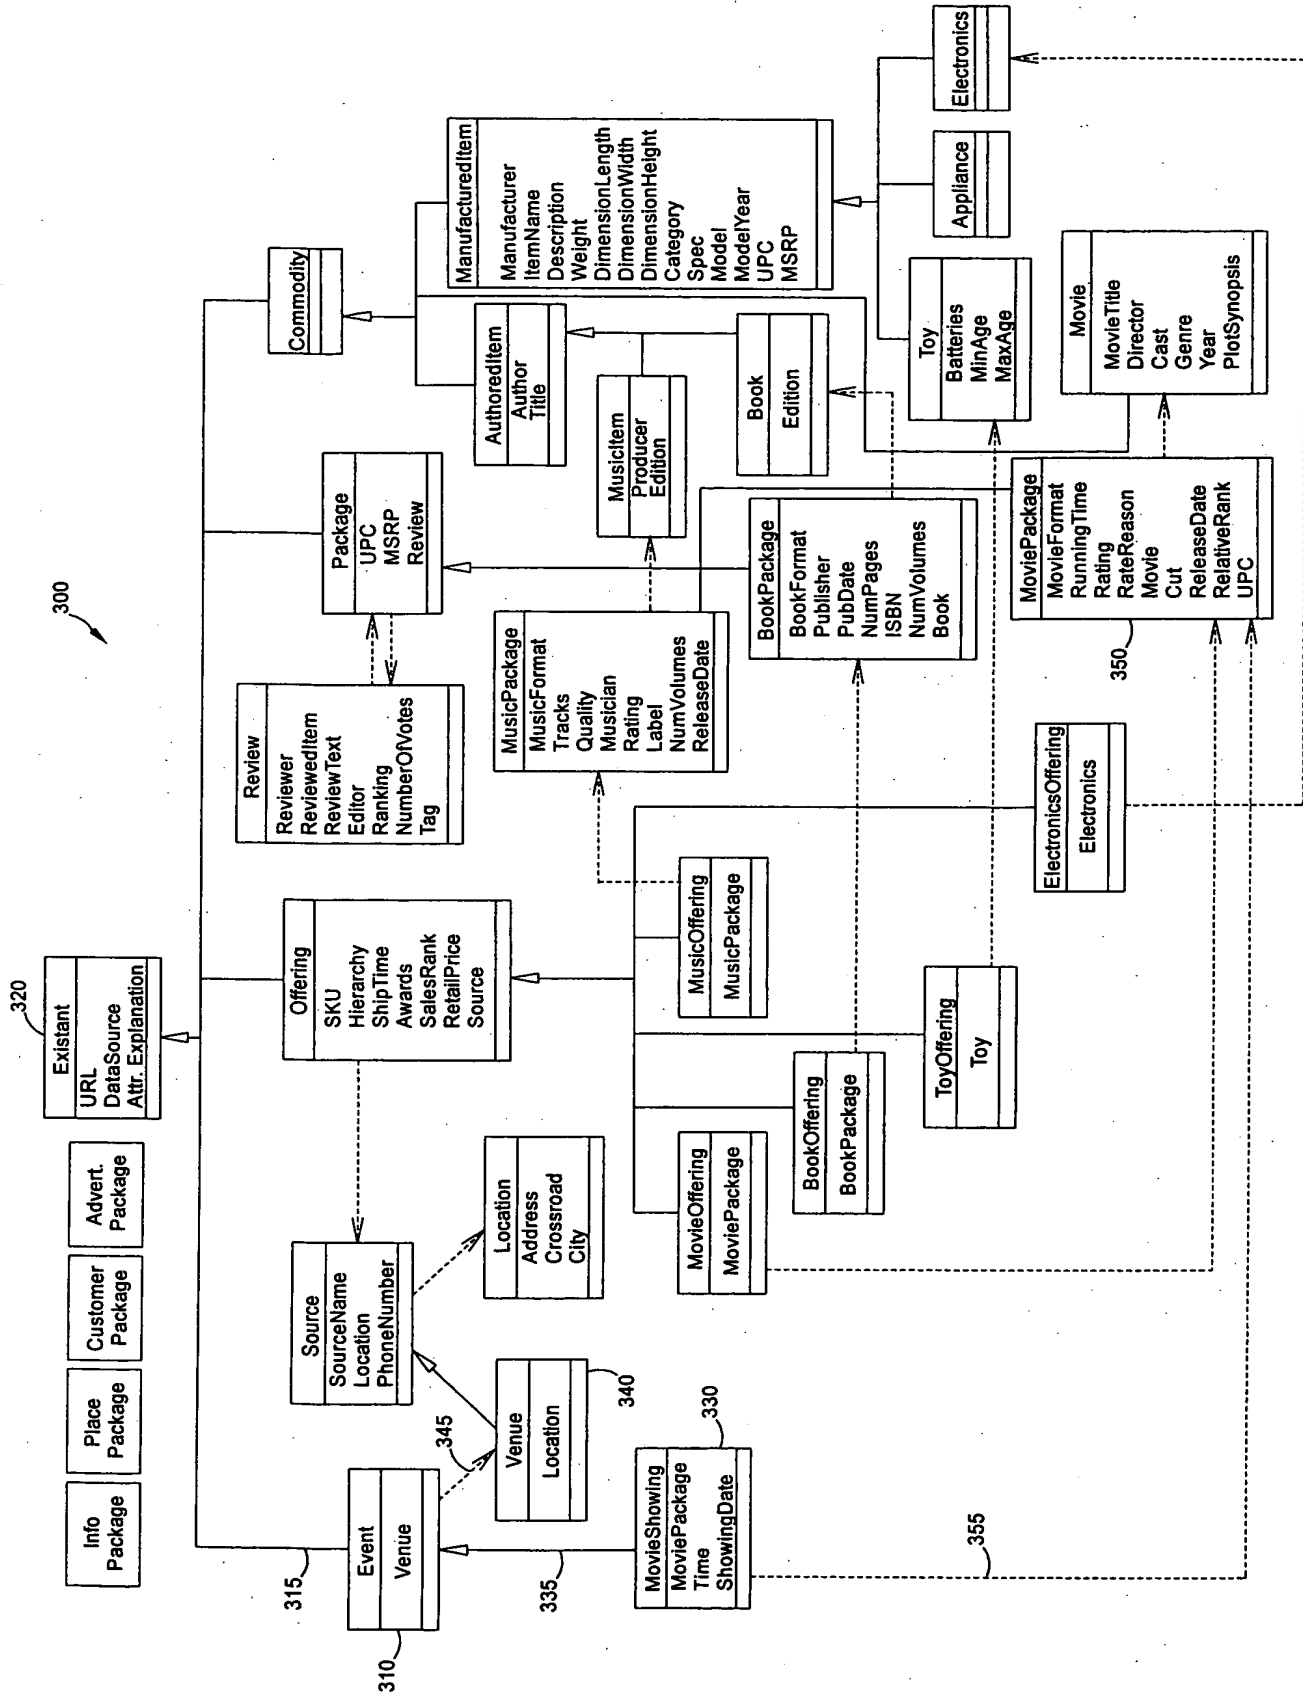 300
Info
Package
Place
Package
Customer
Package
Advert.
Package
320
Existant
URL
DataSource
Attr. Explanation
315
310
Event
Venue
345
Source
SourceName
Location
PhoneNumber
Location
Address
Crossroad
City
Venue
Location
340
335
MovieShowing
MoviePackage
Time
ShowingDate
330
355
Offering
SKU
Hierarchy
ShipTime
Awards
SalesRank
RetailPrice
Source
MovieOffering
MoviePackage
BookOffering
BookPackage
MusicOffering
MusicPackage
ToyOffering
Toy
ElectronicsOffering
Electronics
Review
Reviewer
ReviewedItem
ReviewText
Editor
Ranking
NumberOfVotes
Tag
Package
UPC
MSRP
Review
MusicPackage
MusicFormat
Tracks
Quality
Musician
Rating
Label
NumVolumes
ReleaseDate
BookPackage
BookFormat
Publisher
PubDate
NumPages
ISBN
NumVolumes
Book
MoviePackage
MovieFormat
RunningTime
Rating
RateReason
Movie
Cut
ReleaseDate
RelativeRank
UPC
350
Commodity
AuthoredItem
Author
Title
MusicItem
Producer
Edition
Book
Edition
ManufacturedItem
Manufacturer
ItemName
Description
Weight
DimensionLength
DimensionWidth
DimensionHeight
Category
Spec
Model
ModelYear
UPC
MSRP
Toy
Batteries
MinAge
MaxAge
Appliance
Electronics
Movie
MovieTitle
Director
Cast
Genre
Year
PlotSynopsis